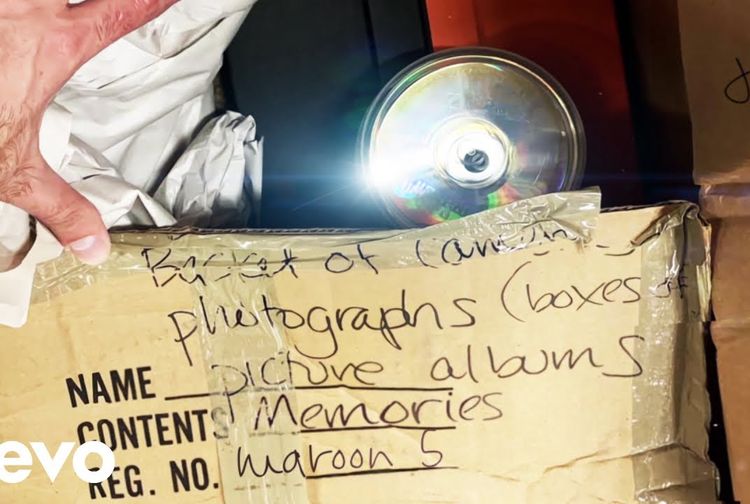 Basket of
photographs (boxes of
NAME picture albums
CONTENTS Memories
REG. NO. maroon 5
evo